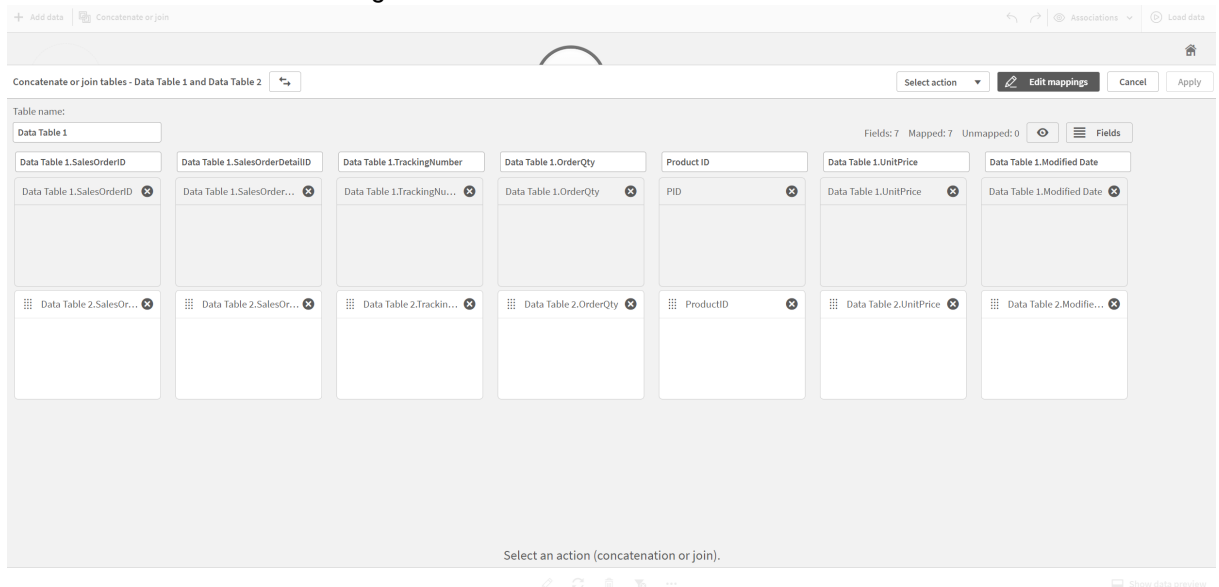 Add data Concatenate or join Associations Load data
Concatenate or join tables - Data Table 1 and Data Table 2 Select action Edit mappings Cancel Apply
Table name:
Data Table 1 Fields: 7 Mapped: 7 Unmapped: 0 Fields
Data Table 1.SalesOrderID Data Table 1.SalesOrderDetailID Data Table 1.TrackingNumber Data Table 1.OrderQty Product ID Data Table 1.UnitPrice Data Table 1.Modified Date
Data Table 1.SalesOrderID Data Table 1.SalesOrder... Data Table 1.TrackingNu... Data Table 1.OrderQty PID Data Table 1.UnitPrice Data Table 1.Modified Date
Data Table 2.SalesOr... Data Table 2.SalesOr... Data Table 2.Trackin... Data Table 2.OrderQty ProductID Data Table 2.UnitPrice Data Table 2.Modifie...
Select an action (concatenation or join).
Show data preview